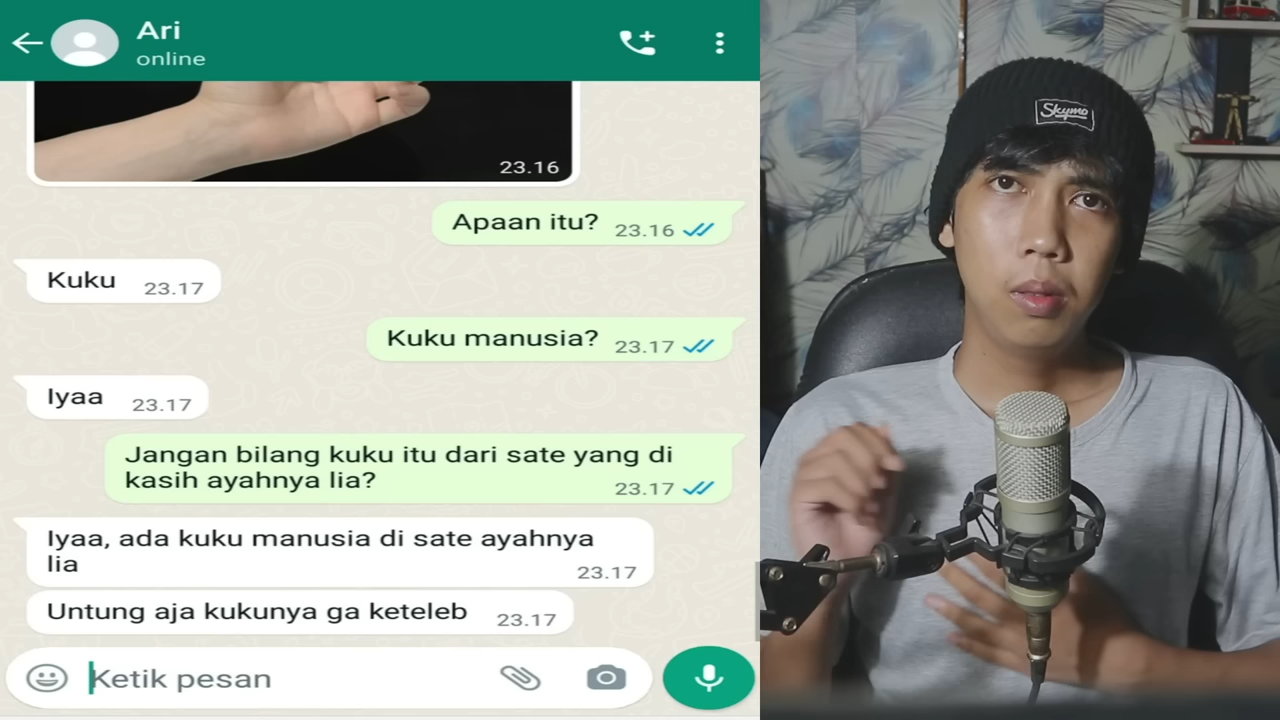 Ari
online
23.16
Apaan itu? 23.16
Kuku 23.17
Kuku manusia? 23.17
Iyaa 23.17
Jangan bilang kuku itu dari sate yang di
kasih ayahnya lia? 23.17
Iyaa, ada kuku manusia di sate ayahnya
lia 23.17
Untung aja kukunya ga keteleb 23.17
Ketik pesan
Skymo